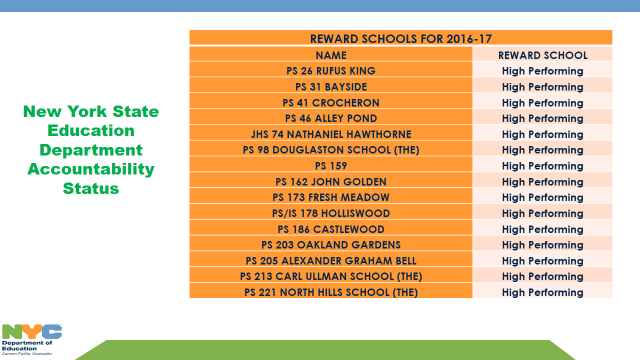 New York State
Education
Department
Accountability
Status
REWARD SCHOOLS FOR 2016-17
NAME REWARD SCHOOL
PS 26 RUFUS KING High Performing
PS 31 BAYSIDE High Performing
PS 41 CROCHERON High Performing
PS 46 ALLEY POND High Performing
JHS 74 NATHANIEL HAWTHORNE High Performing
PS 98 DOUGLASTON SCHOOL (THE) High Performing
PS 159 High Performing
PS 162 JOHN GOLDEN High Performing
PS 173 FRESH MEADOW High Performing
PS/IS 178 HOLLISWOOD High Performing
PS 186 CASTLEWOOD High Performing
PS 203 OAKLAND GARDENS High Performing
PS 205 ALEXANDER GRAHAM BELL High Performing
PS 213 CARL ULLMAN SCHOOL (THE) High Performing
PS 221 NORTH HILLS SCHOOL (THE) High Performing
NYC
Department of
Education
Carmen Fariña, Chancellor